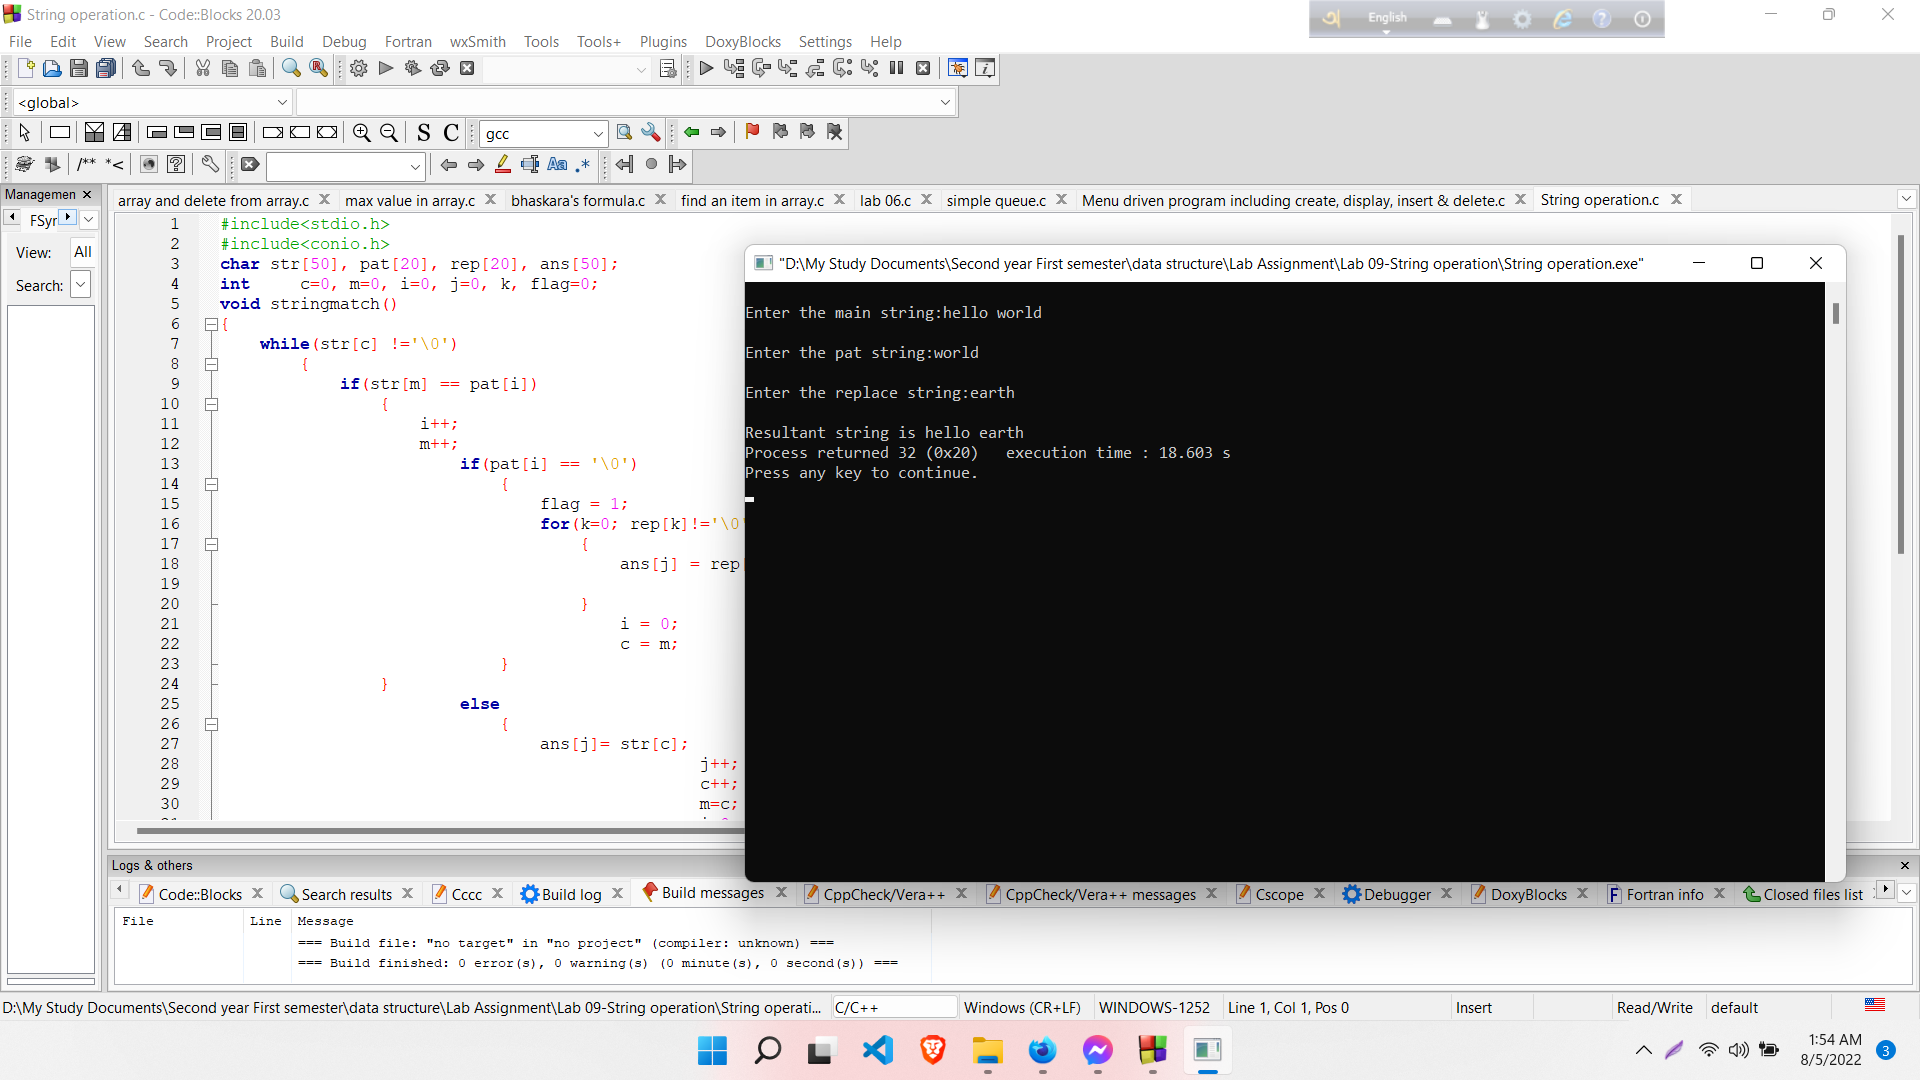 String operation.c - Code::Blocks 20.03
English
File Edit View Search Project Build Debug Fortran wxSmith Tools Tools+ Plugins DoxyBlocks Settings Help
<global>
S C gcc
/** *<
Aa .*
Managemen
array and delete from array.c max value in array.c bhaskara's formula.c find an item in array.c lab 06.c simple queue.c Menu driven program including create, display, insert & delete.c String operation.c
FSyr
View: All
Search:
1 #include<stdio.h>
2 #include<conio.h>
3 char str[50], pat[20], rep[20], ans[50];
4 int c=0, m=0, i=0, j=0, k, flag=0;
5 void stringmatch()
6 {
7 while(str[c] !='\0')
8 {
9 if(str[m] == pat[i])
10 {
11 i++;
12 m++;
13 if(pat[i] == '\0')
14 {
15 flag = 1;
16 for(k=0; rep[k]!='\0'
17 {
18 ans[j] = rep[
19
20 }
21 i = 0;
22 c = m;
23 }
24 }
25 else
26 {
27 ans[j]= str[c];
28 j++;
29 c++;
30 m=c;
"D:\My Study Documents\Second year First semester\data structure\Lab Assignment\Lab 09-String operation\String operation.exe"
Enter the main string:hello world
Enter the pat string:world
Enter the replace string:earth
Resultant string is hello earth
Process returned 32 (0x20) execution time : 18.603 s
Press any key to continue.
Logs & others
Code::Blocks Search results Cccc Build log Build messages CppCheck/Vera++ CppCheck/Vera++ messages Cscope Debugger DoxyBlocks Fortran info Closed files list
File Line Message
=== Build file: "no target" in "no project" (compiler: unknown) ===
=== Build finished: 0 error(s), 0 warning(s) (0 minute(s), 0 second(s)) ===
D:\My Study Documents\Second year First semester\data structure\Lab Assignment\Lab 09-String operation\String operati... C/C++ Windows (CR+LF) WINDOWS-1252 Line 1, Col 1, Pos 0 Insert Read/Write default
1:54 AM
8/5/2022 3